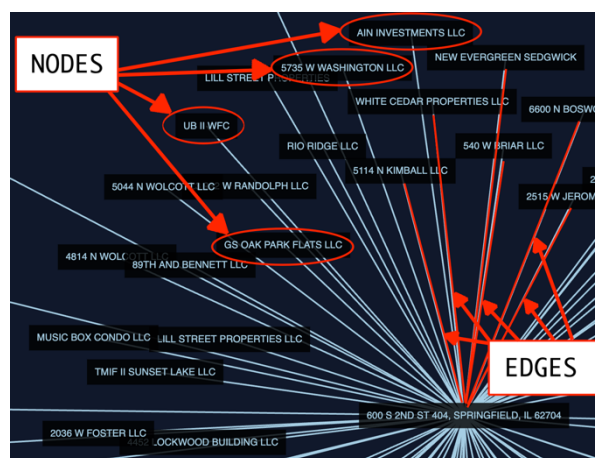 AIN INVESTMENTS LLC
NODES
NEW EVERGREEN SEDGWICK
5735 W WASHINGTON LLC
LILL STREET PROPERTIES
WHITE CEDAR PROPERTIES LLC
6600 N BOSWO
UB II WFC
RIO RIDGE LLC
540 W BRIAR LLC
5114 N KIMBALL LLC
2
5044 N WOLCOTT LLC
W RANDOLPH LLC
2515 W JEROM
GS OAK PARK FLATS LLC
4814 N WOLCOTT LLC
89TH AND BENNETT LLC
MUSIC BOX CONDO LLC
LILL STREET PROPERTIES LLC
EDGES
TMIF II SUNSET LAKE LLC
600 S 2ND ST 404, SPRINGFIELD, IL 62704
2036 W FOSTER LLC
4452 LOCKWOOD BUILDING LLC